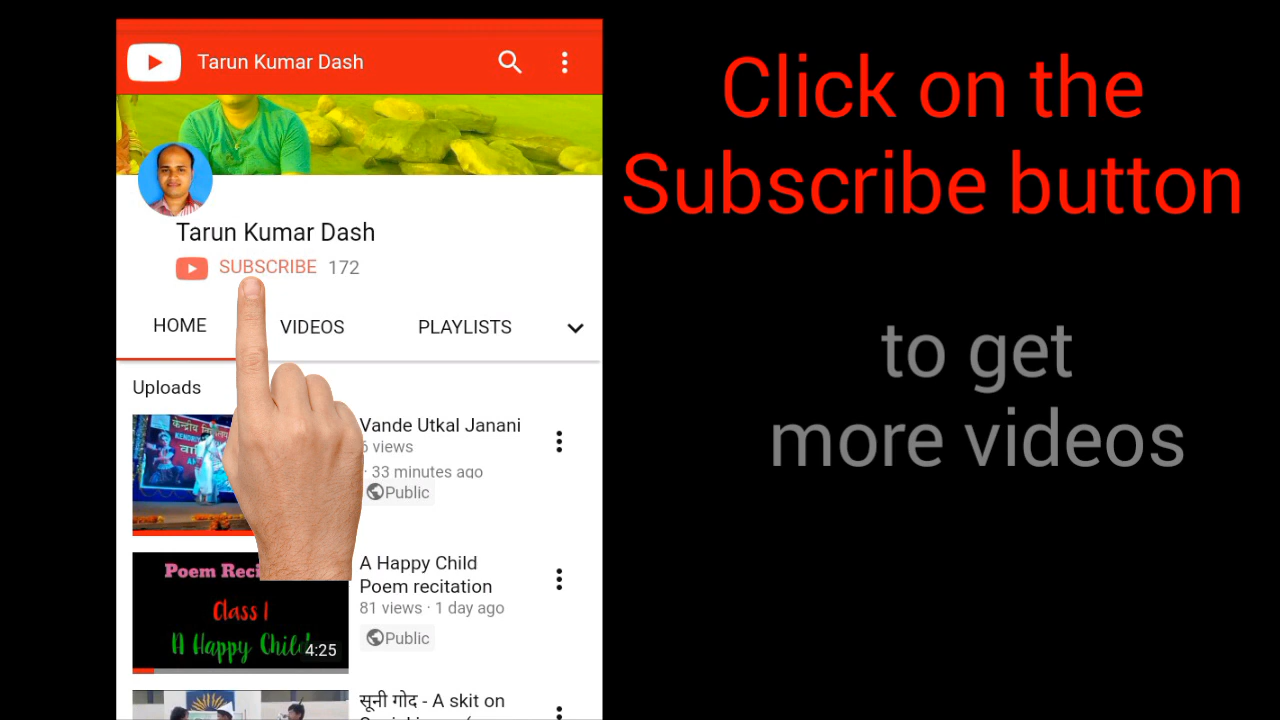 Tarun Kumar Dash
Tarun Kumar Dash
SUBSCRIBE 172
HOME VIDEOS PLAYLISTS
Uploads
Vande Utkal Janani
views
· 33 minutes ago
Public
Poem
Class 1
A Happy Child
4:25
A Happy Child
Poem recitation
81 views · 1 day ago
Public
सूनी गोद - A skit on
Click on the
Subscribe button
to get
more videos